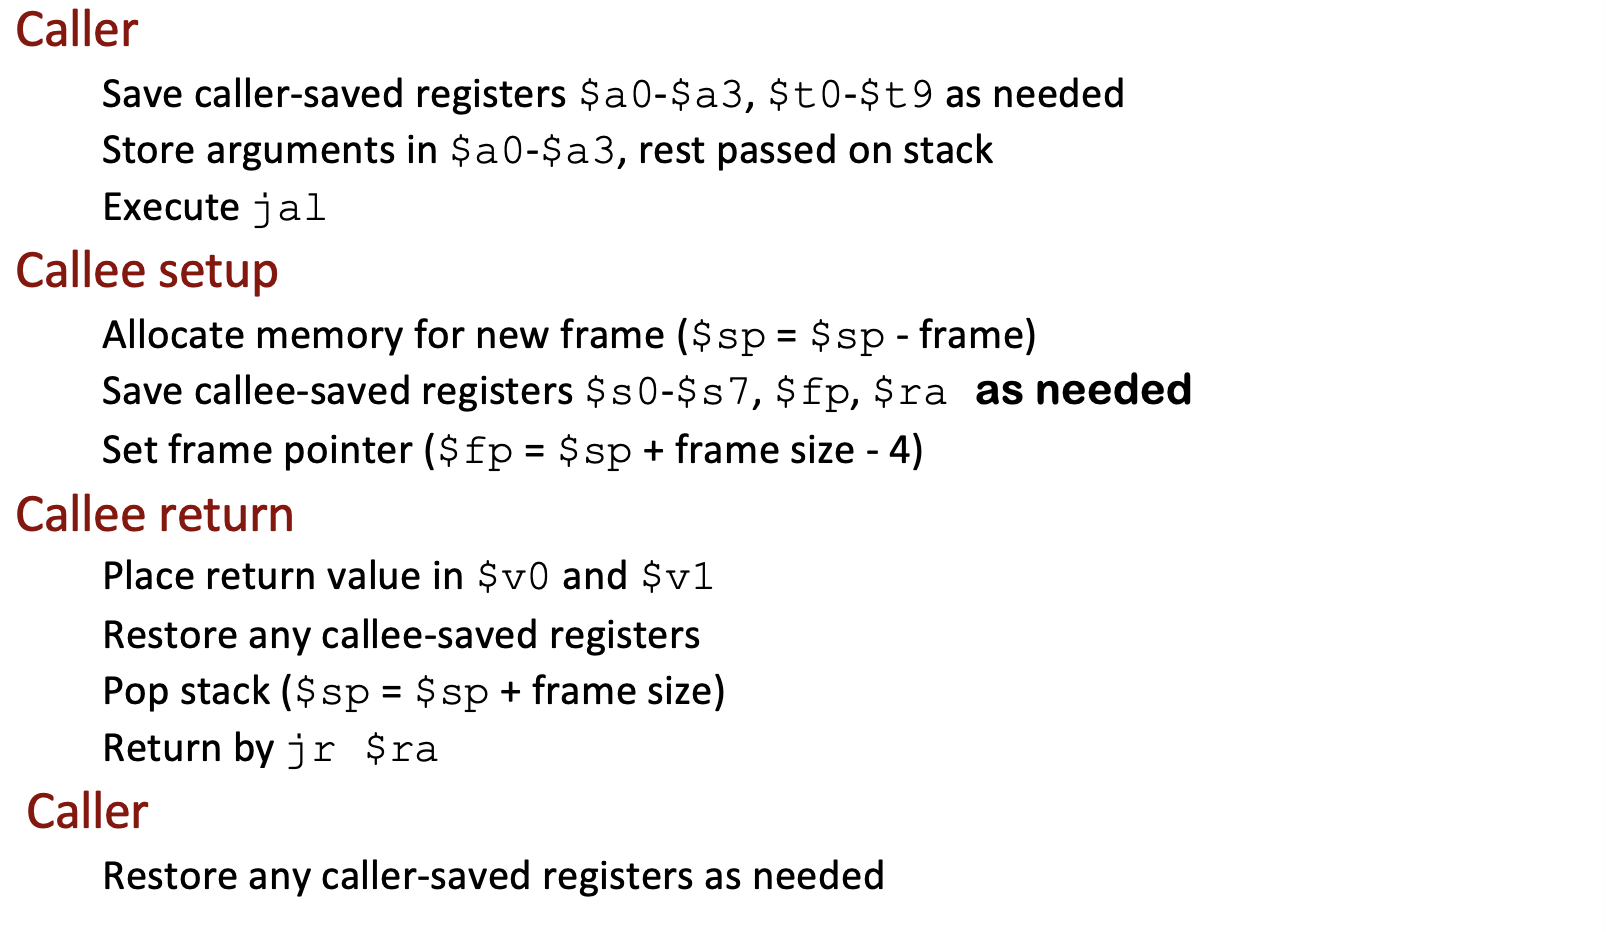 Caller
Save caller-saved registers $a0-$a3, $t0-$t9 as needed
Store arguments in $a0-$a3, rest passed on stack
Execute jal
Callee setup
Allocate memory for new frame ($sp = $sp - frame)
Save callee-saved registers $s0-$s7, $fp, $ra as needed
Set frame pointer ($fp = $sp + frame size - 4)
Callee return
Place return value in $v0 and $v1
Restore any callee-saved registers
Pop stack ($sp = $sp + frame size)
Return by jr $ra
Caller
Restore any caller-saved registers as needed